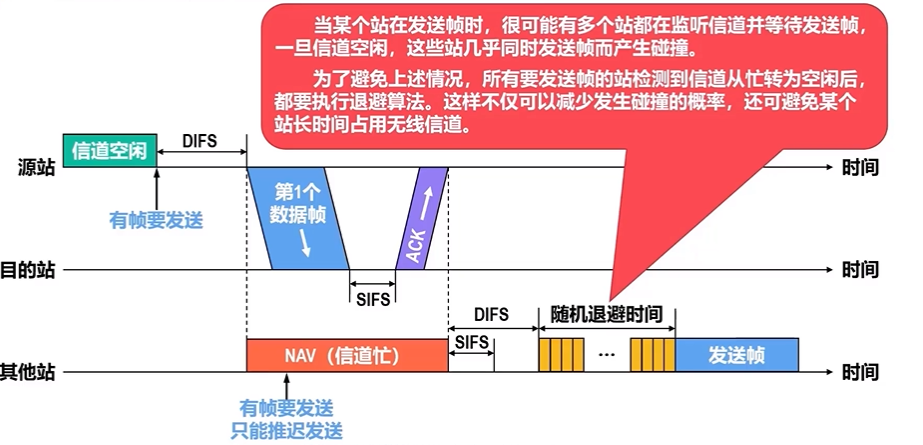 当某个站在发送帧时，很可能有多个站都在监听信道并等待发送帧，
一旦信道空闲，这些站几乎同时发送帧而产生碰撞。
为了避免上述情况，所有要发送帧的站检测到信道从忙转为空闲后，
都要执行退避算法。这样不仅可以减少发生碰撞的概率，还可避免某个
站长时间占用无线信道。
信道空闲
DIFS
源站
时间
有帧要发送
第1个
数据帧
ACK
目的站
时间
SIFS
DIFS
随机退避时间
SIFS
NAV（信道忙）
…
发送帧
其他站
时间
有帧要发送
只能推迟发送